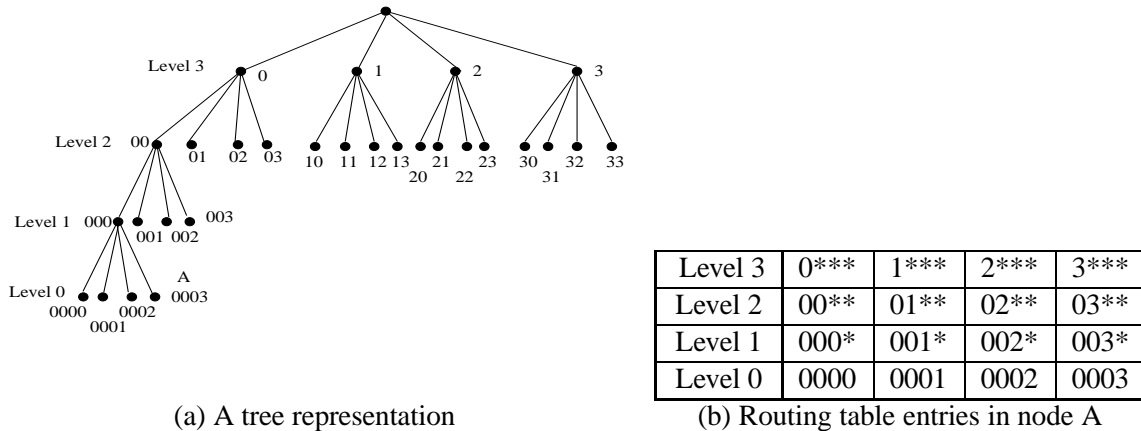 Level 3
0
1
2
3
Level 2
00
01
02
03
10
11
12
13
20
21
22
23
30
31
32
33
Level 1
000
001
002
003
Level 0
0000
0001
0002
A
0003
(a) A tree representation
Level 3 0*** 1*** 2*** 3***
Level 2 00** 01** 02** 03**
Level 1 000* 001* 002* 003*
Level 0 0000 0001 0002 0003
(b) Routing table entries in node A